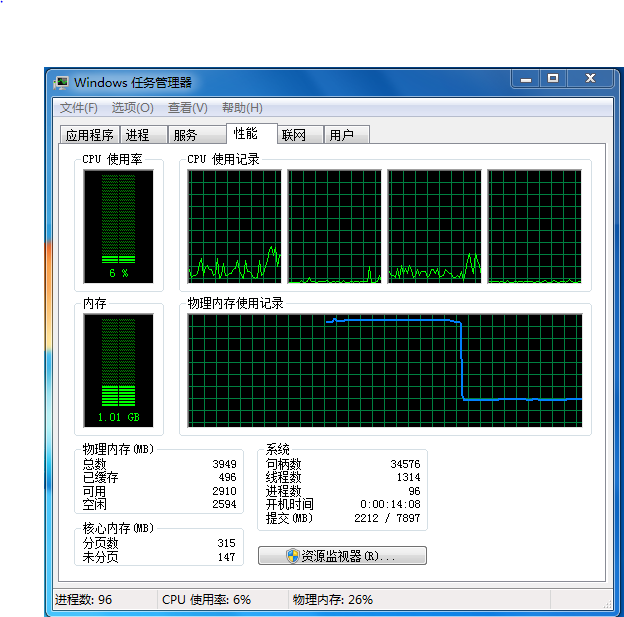 Windows 任务管理器
文件(F) 选项(O) 查看(V) 帮助(H)
应用程序 进程 服务 性能 联网 用户
CPU 使用率 CPU 使用记录
6 %
内存 物理内存使用记录
1.01 GB
物理内存(MB)
总数 3949
已缓存 496
可用 2910
空闲 2594
系统
句柄数 34576
线程数 1314
进程数 96
开机时间 0:00:14:08
提交(MB) 2212 / 7897
核心内存(MB)
分页数 315
未分页 147
资源监视器(R)...
进程数: 96 CPU 使用率: 6% 物理内存: 26%